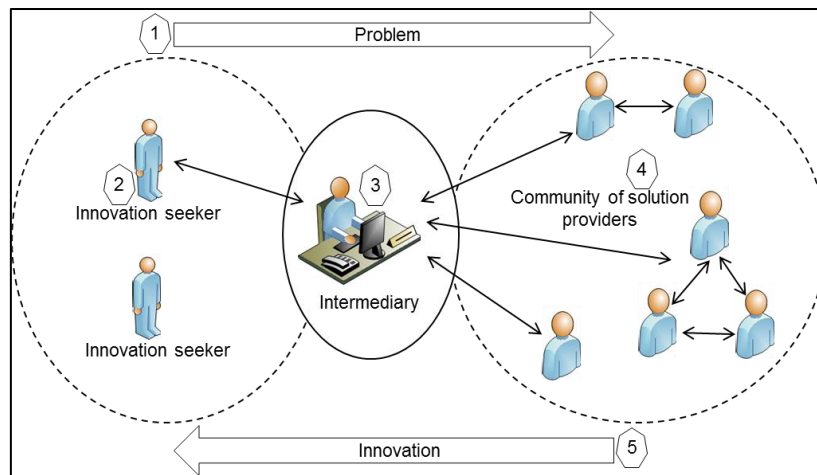 1
Problem
2
Innovation seeker
3
Intermediary
4
Community of solution
providers
Innovation seeker
Innovation
5